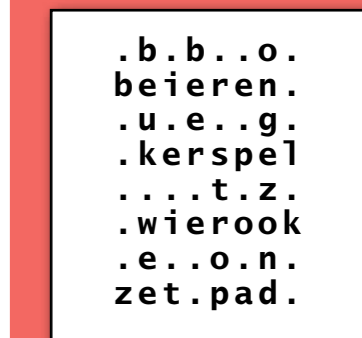 .b.b..o.
beieren.
.u.e..g.
.kerspel
....t.z.
.wierook
.e..o.n.
zet.pad.